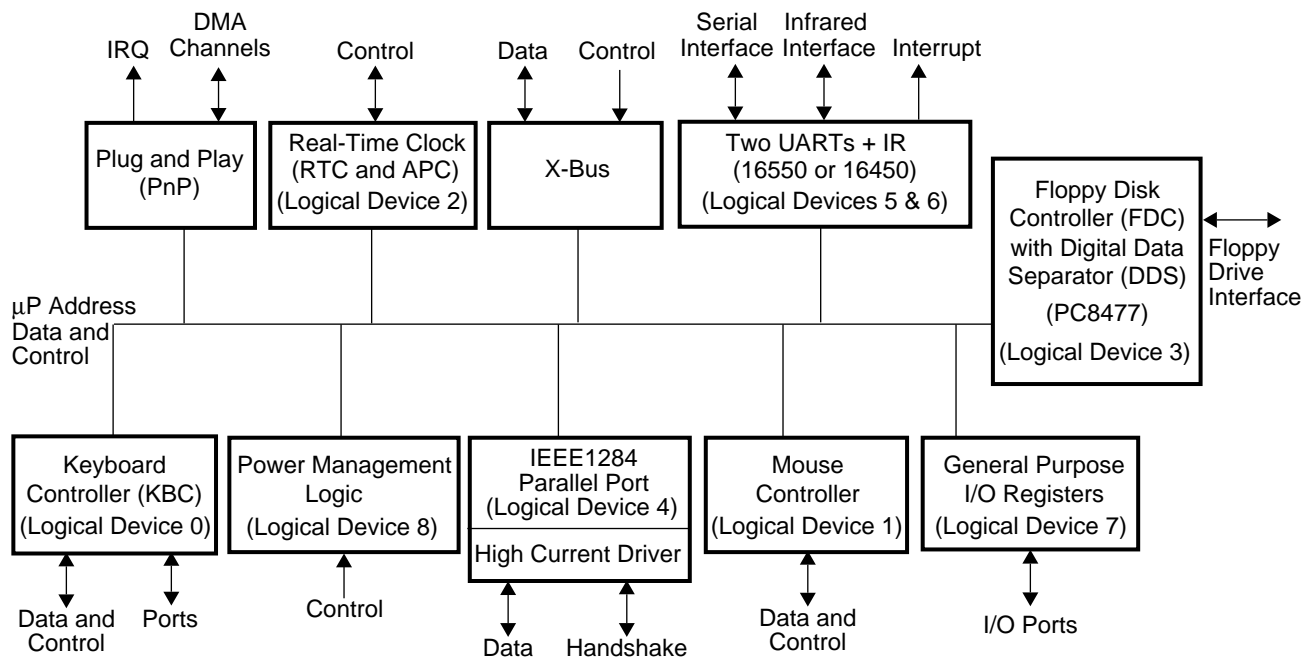 IRQ
DMA
Channels
Control
Data
Control
Serial
Interface
Infrared
Interface
Interrupt
Plug and Play
(PnP)
Real-Time Clock
(RTC and APC)
(Logical Device 2)
X-Bus
Two UARTs + IR
(16550 or 16450)
(Logical Devices 5 & 6)
Floppy Disk
Controller (FDC)
with Digital Data
Separator (DDS)
(PC8477)
(Logical Device 3)
Floppy
Drive
Interface
μP Address
Data and
Control
Keyboard
Controller (KBC)
(Logical Device 0)
Power Management
Logic
(Logical Device 8)
IEEE1284
Parallel Port
(Logical Device 4)
High Current Driver
Mouse
Controller
(Logical Device 1)
General Purpose
I/O Registers
(Logical Device 7)
Data and
Control
Ports
Control
Data
Handshake
Data and
Control
I/O Ports